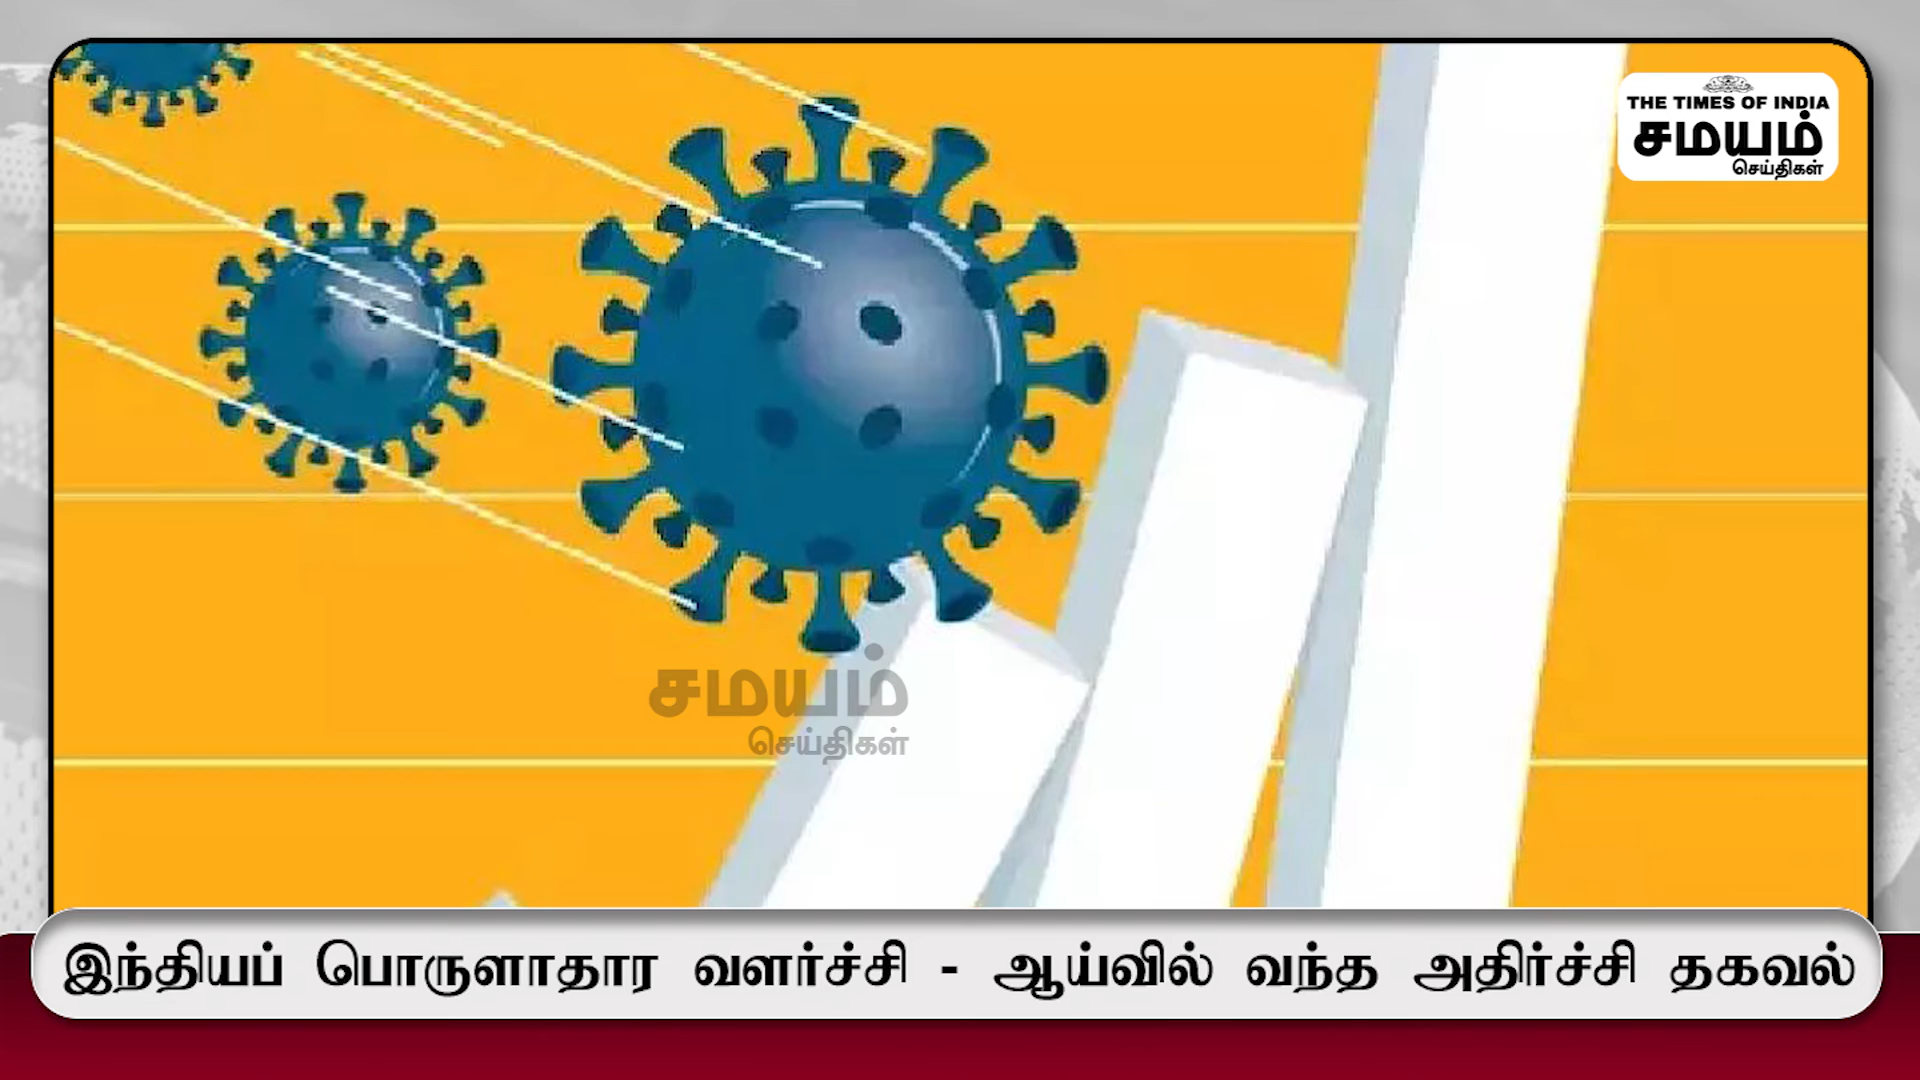 THE TIMES OF INDIA
சமயம்
செய்திகள்
சமயம்
செய்திகள்
இந்தியப் பொருளாதார வளர்ச்சி - ஆய்வில் வந்த அதிர்ச்சி தகவல்